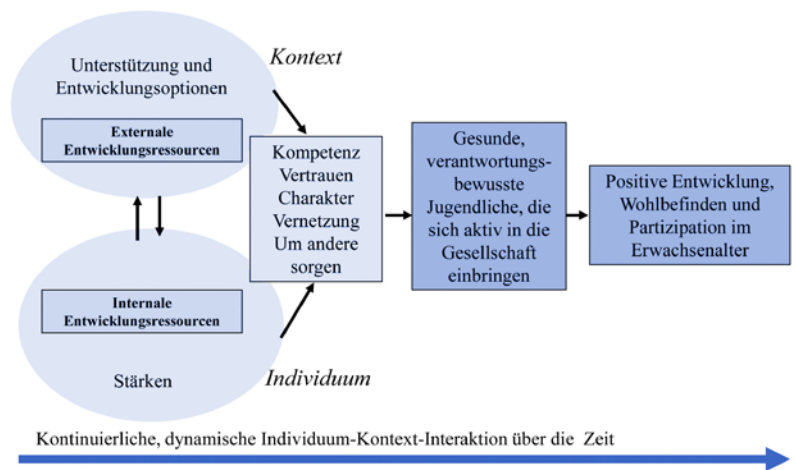 Unterstützung und
Entwicklungsoptionen
Kontext
Externale
Entwicklungsressourcen
Kompetenz
Vertrauen
Charakter
Vernetzung
Um andere
sorgen
Gesunde,
verantwortungs-
bewusste
Jugendliche, die
sich aktiv in die
Gesellschaft
einbringen
Positive Entwicklung,
Wohlbefinden und
Partizipation im
Erwachsenalter
Internale
Entwicklungsressourcen
Stärken
Individuum
Kontinuierliche, dynamische Individuum-Kontext-Interaktion über die Zeit